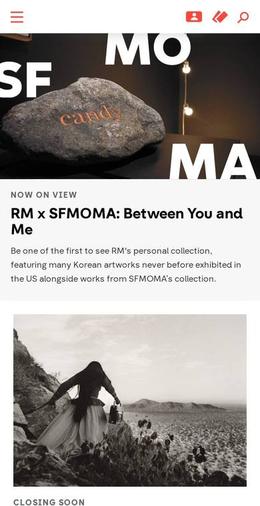 MO
SF
candy
MA
NOW ON VIEW
RM x SFMOMA: Between You and
Me
Be one of the first to see RM's personal collection,
featuring many Korean artworks never before exhibited in
the US alongside works from SFMOMA's collection.
CLOSING SOON